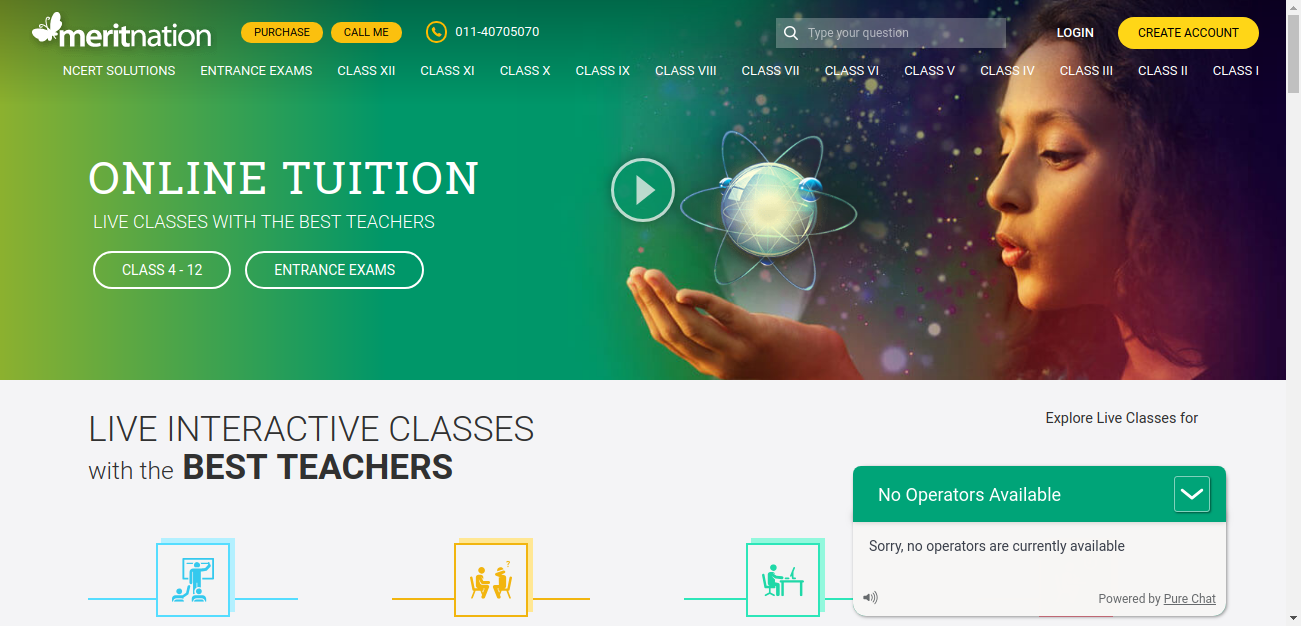 meritnation PURCHASE CALL ME 011-40705070 Type your question LOGIN CREATE ACCOUNT
NCERT SOLUTIONS ENTRANCE EXAMS CLASS XII CLASS XI CLASS X CLASS IX CLASS VIII CLASS VII CLASS VI CLASS V CLASS IV CLASS III CLASS II CLASS I
ONLINE TUITION
LIVE CLASSES WITH THE BEST TEACHERS
CLASS 4 - 12 ENTRANCE EXAMS
LIVE INTERACTIVE CLASSES
with the BEST TEACHERS
Explore Live Classes for
No Operators Available
Sorry, no operators are currently available
?
Powered by Pure Chat